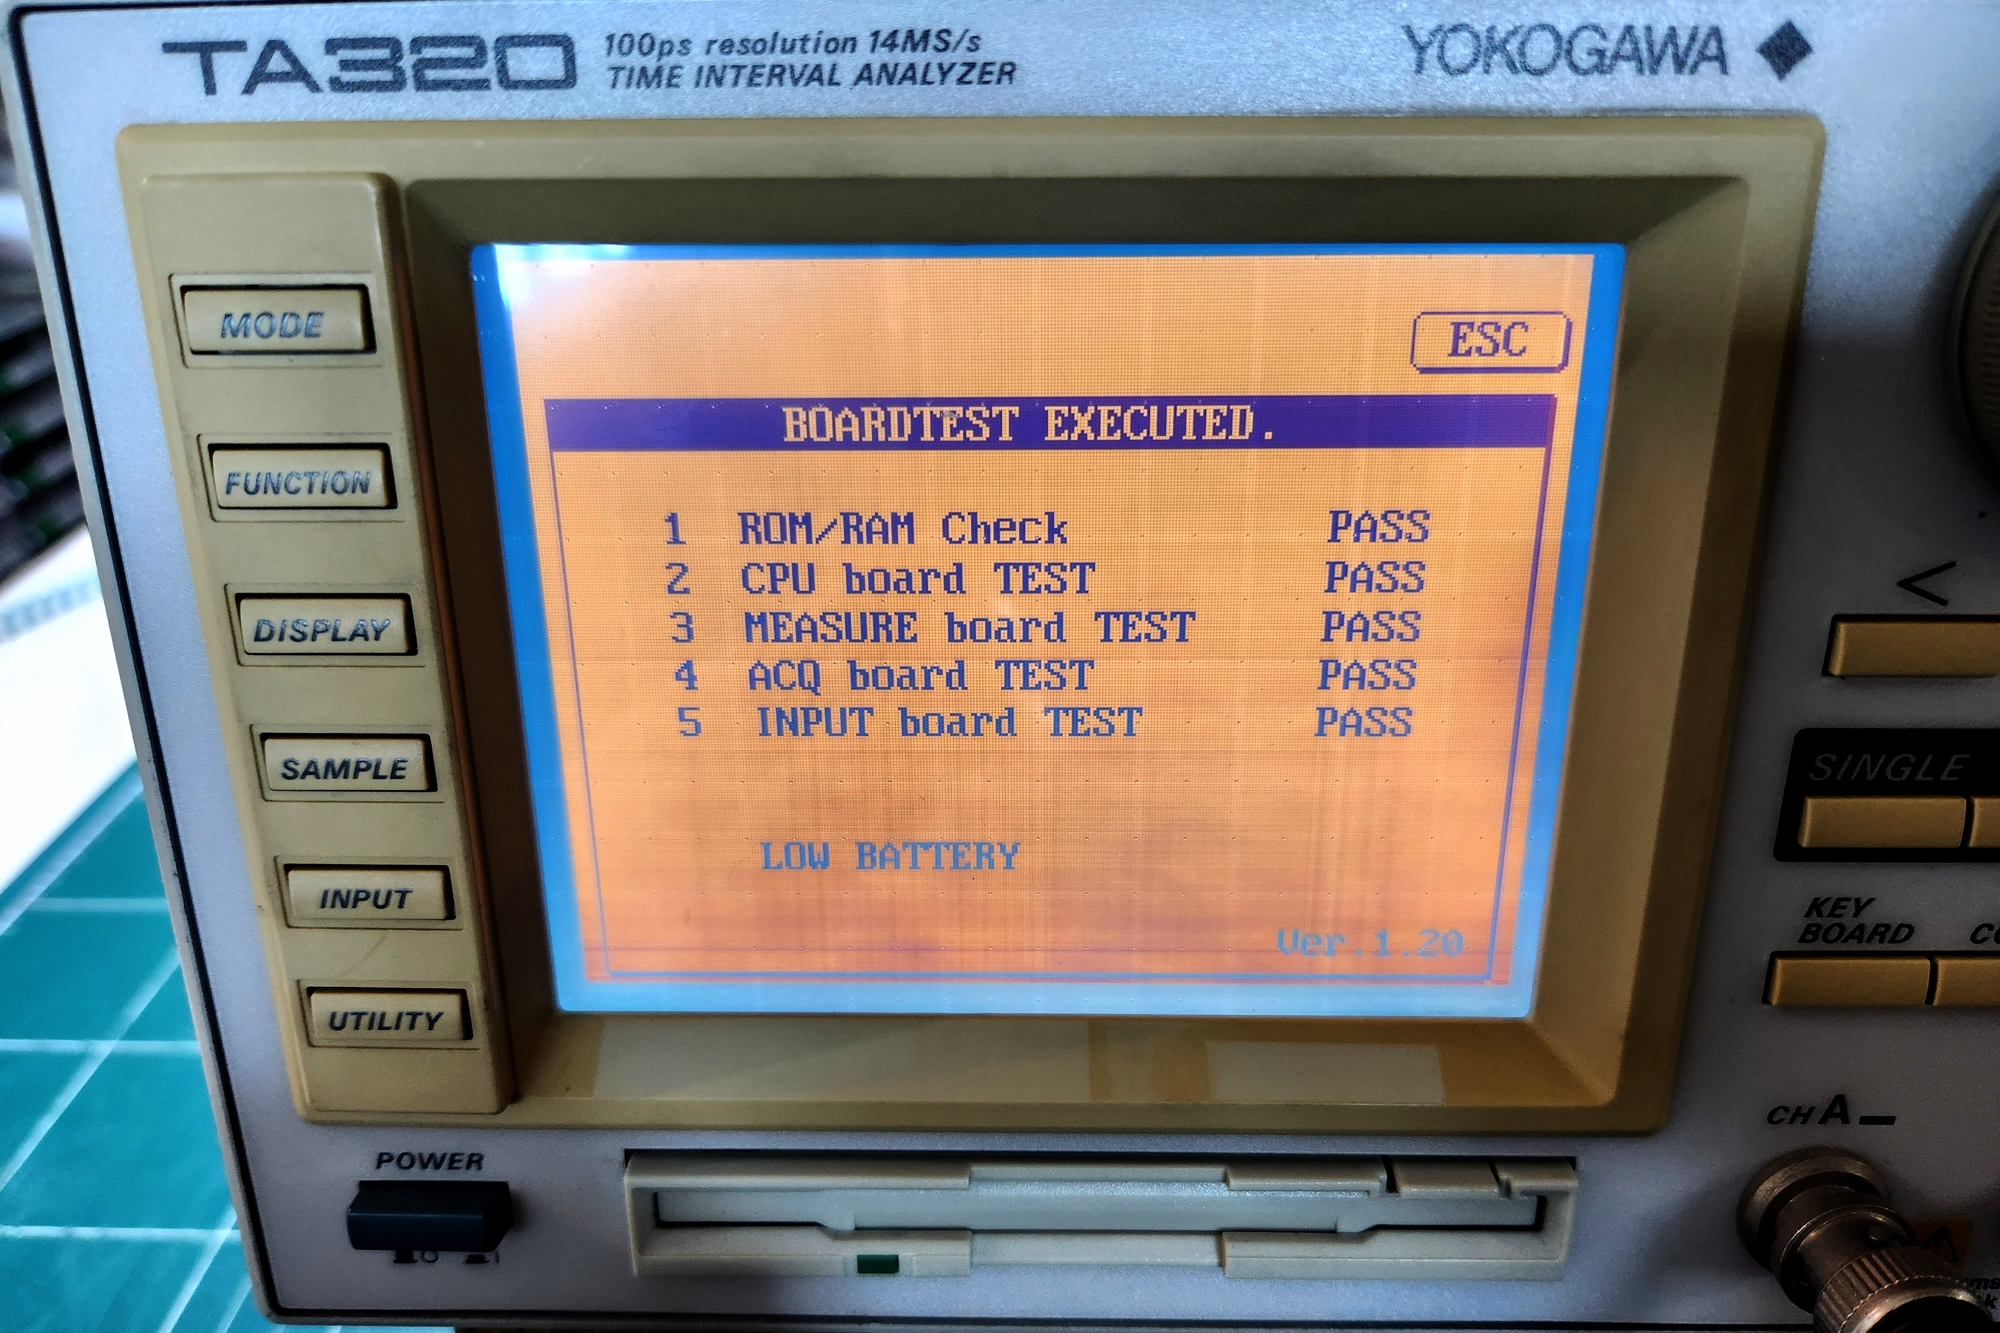 TA320 100ps resolution 14MS/s
TIME INTERVAL ANALYZER
YOKOGAWA
MODE
FUNCTION
DISPLAY
SAMPLE
INPUT
UTILITY
ESC
BOARDTEST EXECUTED.
1 ROM/RAM Check PASS
2 CPU board TEST PASS
3 MEASURE board TEST PASS
4 ACQ board TEST PASS
5 INPUT board TEST PASS
LOW BATTERY
Ver.1.20
<
SINGLE
KEY
BOARD
CH A
POWER